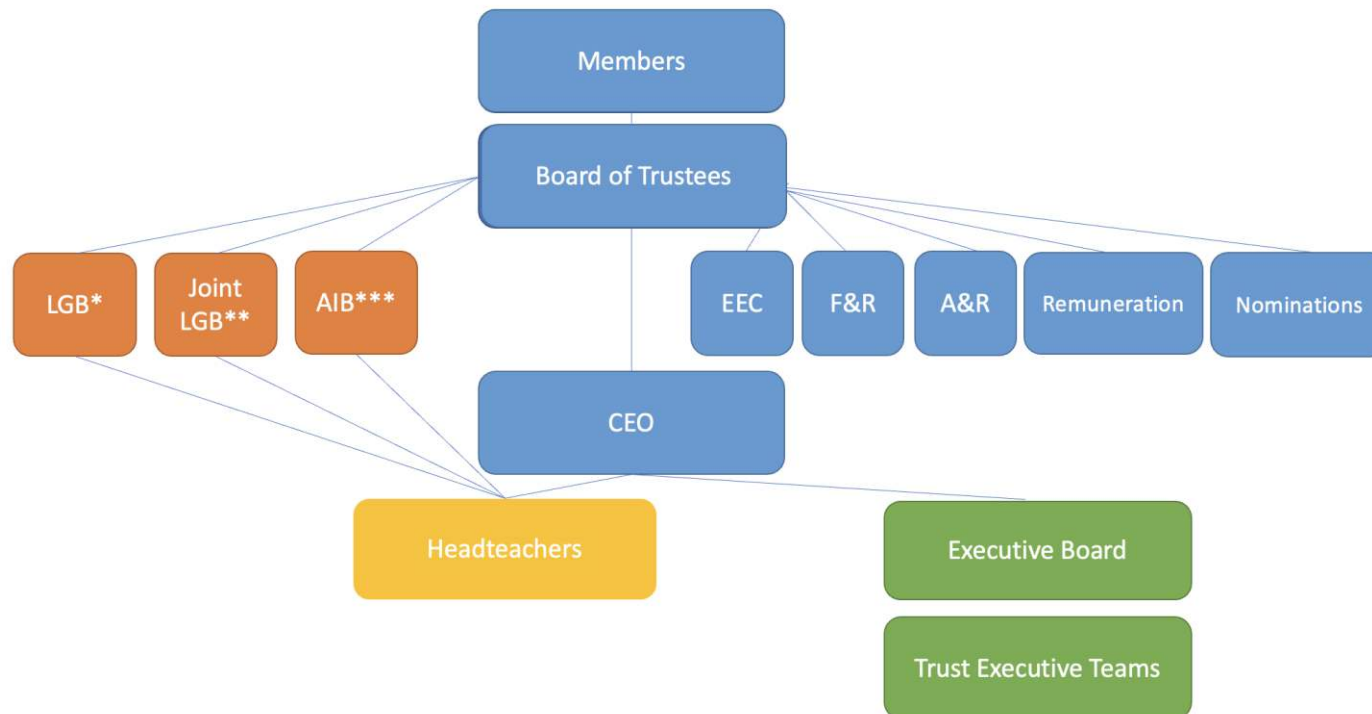 Members
Board of Trustees
LGB*
Joint
LGB**
AIB***
EEC
F&R
A&R
Remuneration
Nominations
CEO
Headteachers
Executive Board
Trust Executive Teams